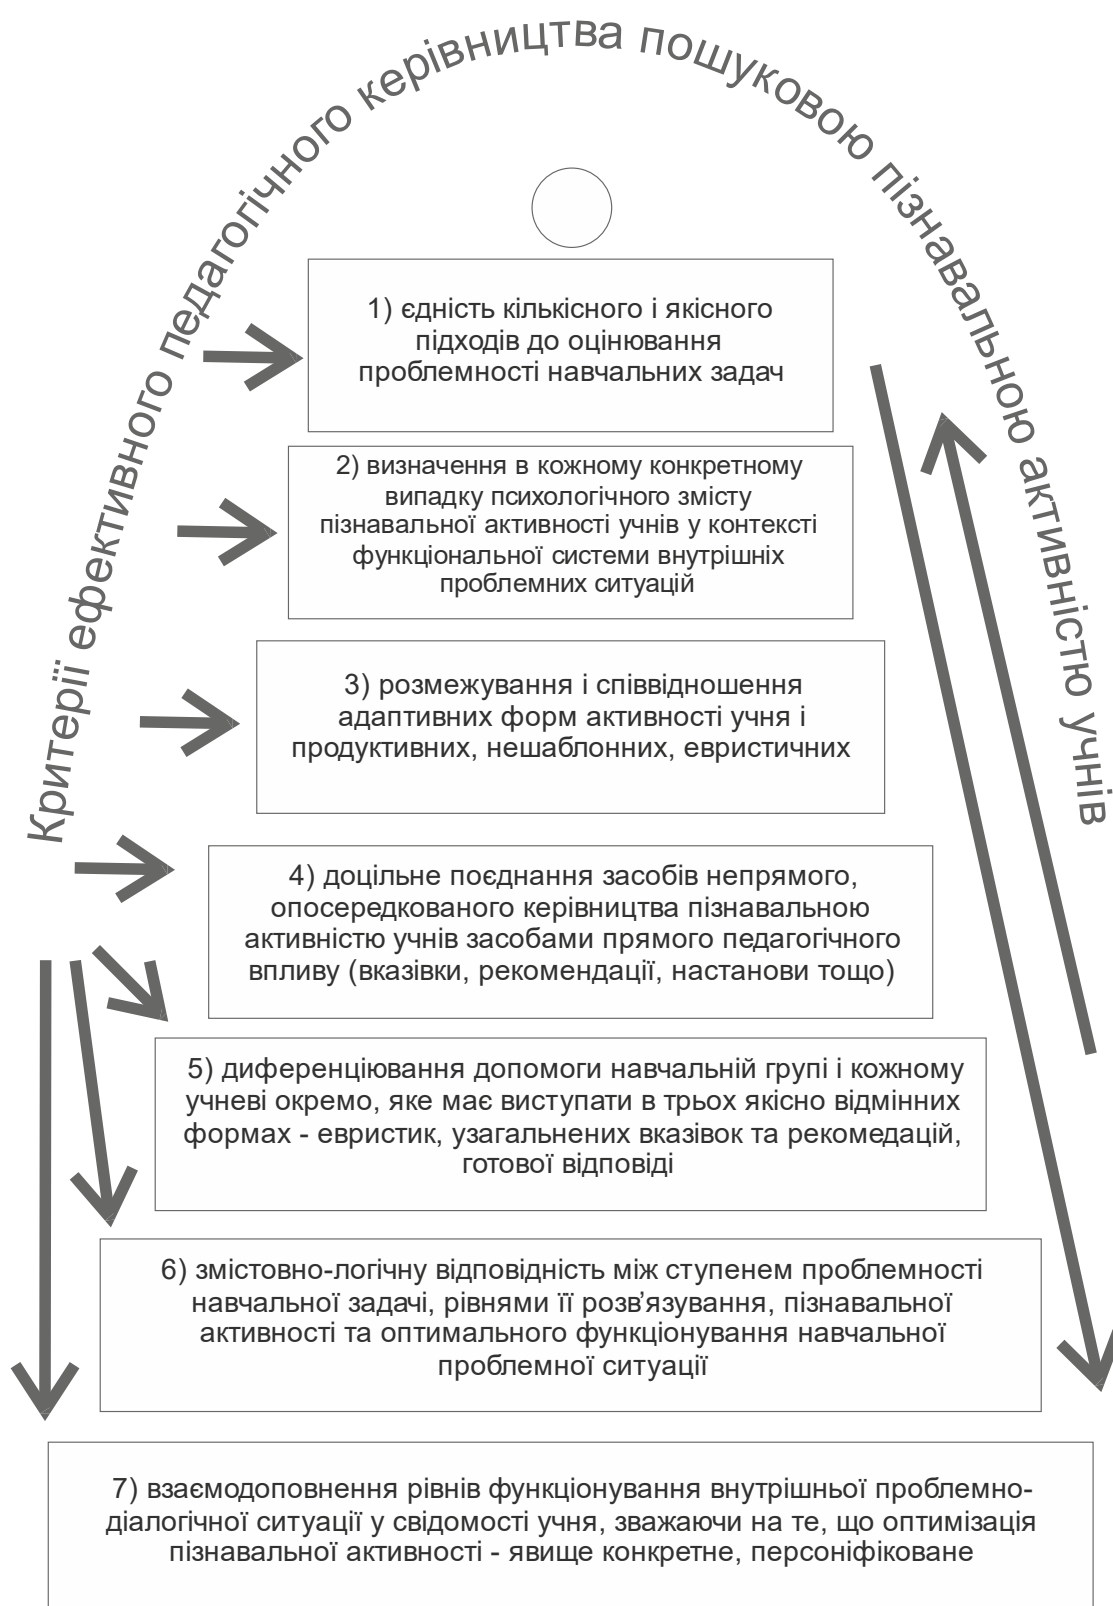 Критерії ефективного педагогічного керівництва пошуковою пізнавальною активністю учнів
1) єдність кількісного і якісного
підходів до оцінювання
проблемності навчальних задач
2) визначення в кожному конкретному
випадку психологічного змісту
пізнавальної активності учнів у контексті
функціональної системи внутрішніх
проблемних ситуацій
3) розмежування і співвідношення
адаптивних форм активності учня і
продуктивних, нешаблонних, евристичних
4) доцільне поєднання засобів непрямого,
опосередкованого керівництва пізнавальною
активністю учнів засобами прямого педагогічного
впливу (вказівки, рекомендації, настанови тощо)
5) диференціювання допомоги навчальній групі і кожному
учневі окремо, яке має виступати в трьох якісно відмінних
формах - евристик, узагальнених вказівок та рекомедацій,
готової відповіді
6) змістовно-логічну відповідність між ступенем проблемності
навчальної задачі, рівнями її розв’язування, пізнавальної
активності та оптимального функціонування навчальної
проблемної ситуації
7) взаємодоповнення рівнів функціонування внутрішньої проблемно-
діалогічної ситуації у свідомості учня, зважаючи на те, що оптимізація
пізнавальної активності - явище конкретне, персоніфіковане